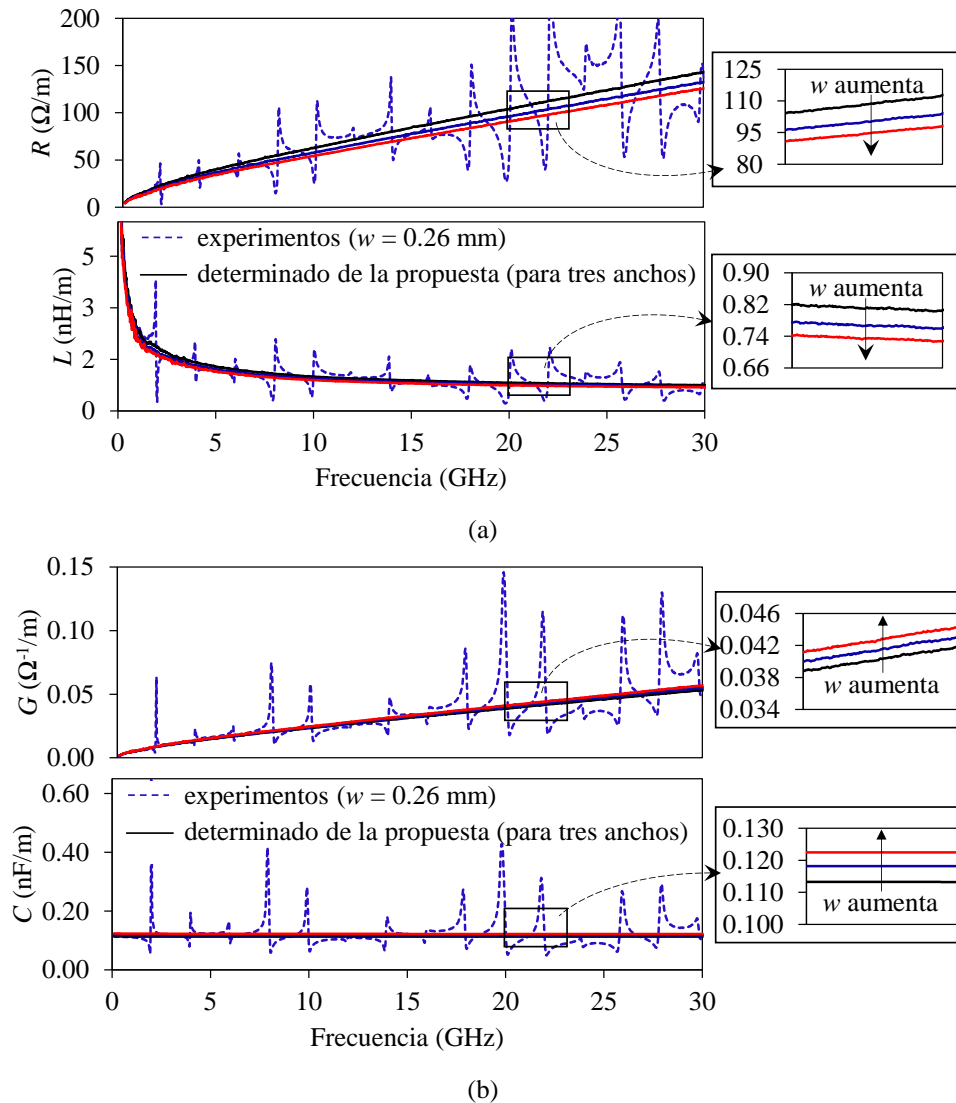 200
150
100
50
0
R (Ω/m)
125
110
95
80
w aumenta
5
3
2
0
L (nH/m)
experimentos (w = 0.26 mm)
determinado de la propuesta (para tres anchos)
0.90
0.82
0.74
0.66
w aumenta
0 5 10 15 20 25 30
Frecuencia (GHz)
(a)
0.15
0.10
0.05
0.00
G (Ω-1/m)
0.046
0.042
0.038
0.034
w aumenta
0.60
0.40
0.20
0.00
C (nF/m)
experimentos (w = 0.26 mm)
determinado de la propuesta (para tres anchos)
0.130
0.120
0.110
0.100
w aumenta
0 5 10 15 20 25 30
Frecuencia (GHz)
(b)